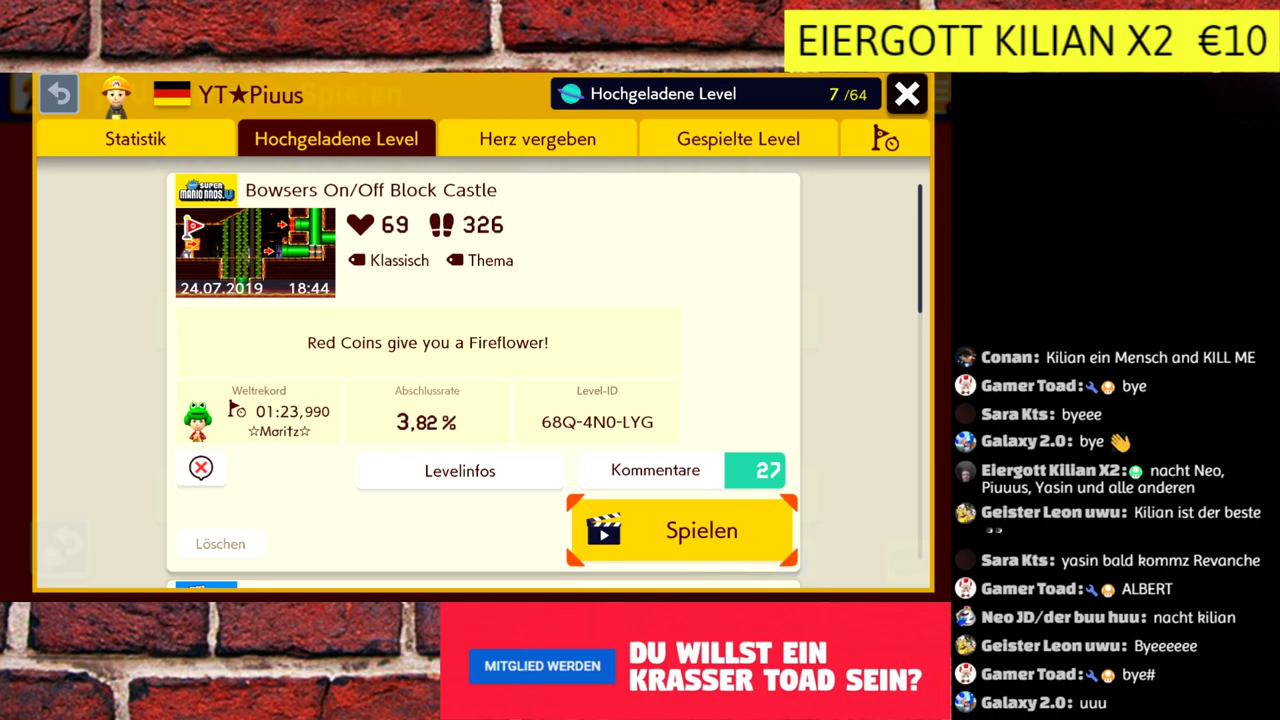 EIERGOTT KILIAN X2 €10
YT★Piuus
Hochgeladene Level 7 /64
Statistik
Hochgeladene Level
Herz vergeben
Gespielte Level
SUPER
MARIO BROS. U
Bowsers On/Off Block Castle
69 326
Klassisch Thema
24.07.2019 18:44
Red Coins give you a Fireflower!
Weltrekord
01:23,990
☆Moritz☆
Abschlussrate
3,82 %
Level-ID
68Q-4N0-LYG
Levelinfos
Kommentare 27
Löschen
Spielen
MITGLIED WERDEN
DU WILLST EIN
KRASSER TOAD SEIN?
Conan: Kilian ein Mensch and KILL ME
Gamer Toad: bye
Sara Kts: byeee
Galaxy 2.0: bye 👋
Eiergott Kilian X2: nacht Neo,
Piuuus, Yasin und alle anderen
Geister Leon uwu: Kilian ist der beste
👀
Sara Kts: yasin bald kommz Revanche
Gamer Toad: ALBERT
Neo JD/der buu huu: nacht kilian
Geister Leon uwu: Byeeeeee
Gamer Toad: bye#
Galaxy 2.0: uuu